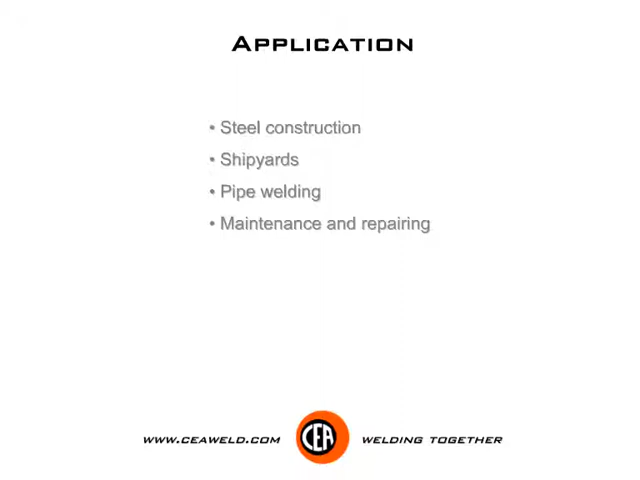 Application
• Steel construction
• Shipyards
• Pipe welding
• Maintenance and repairing
www.ceaweld.com CEA welding together